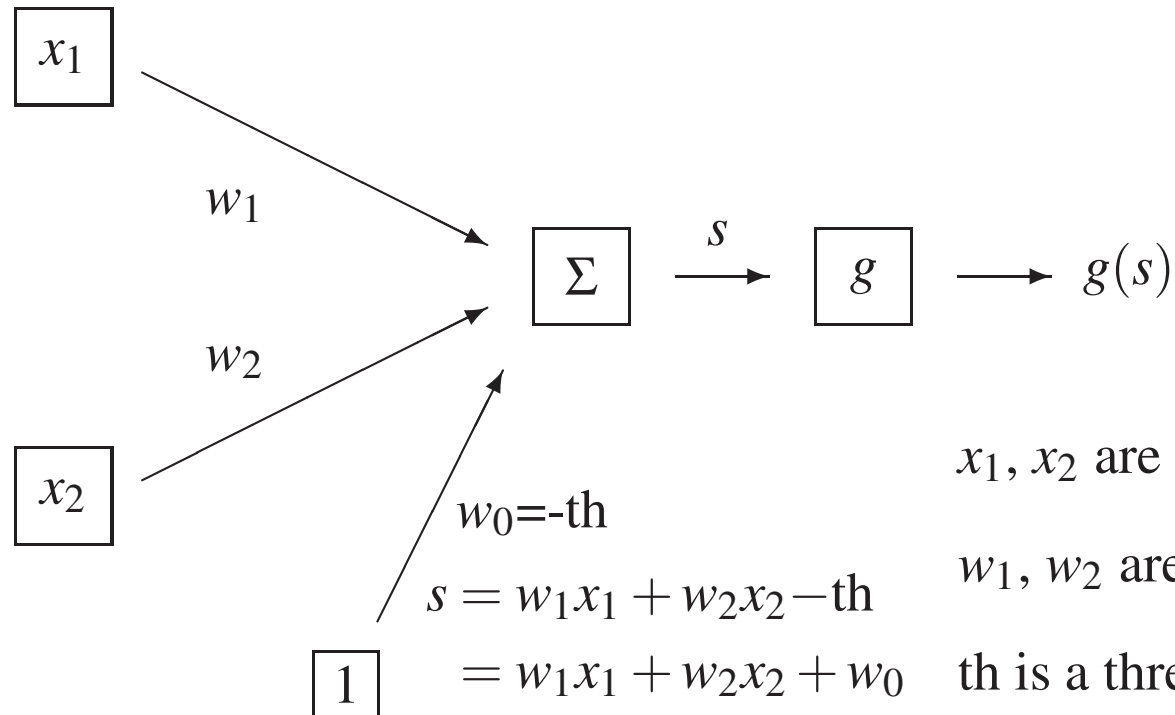 x₁
w₁
s
Σ
g
g(s)
w₂
x₂
x₁, x₂ are
w₀=-th
w₁, w₂ are
s = w₁x₁ + w₂x₂−th
1
= w₁x₁ + w₂x₂ + w₀
th is a